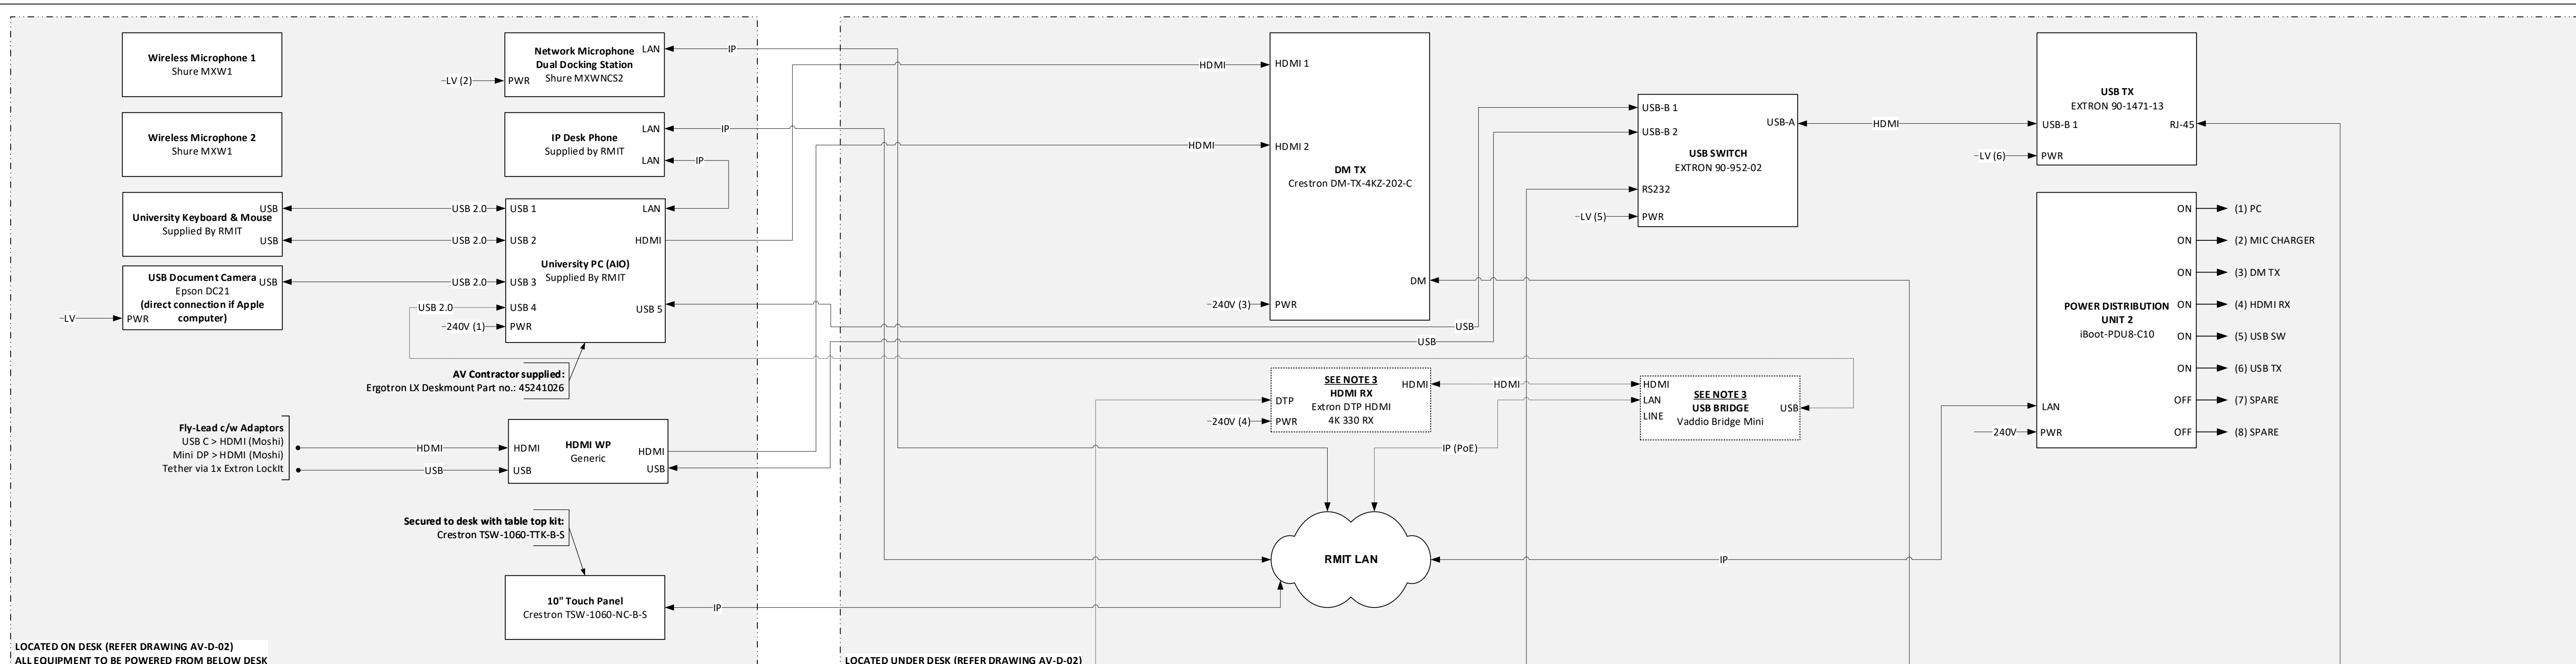 Wireless Microphone 1
Shure MXW1
Network Microphone
Dual Docking Station
Shure MXWNCS2
LAN
PWR
LV (2)
IP
Wireless Microphone 2
Shure MXW1
IP Desk Phone
Supplied by RMIT
LAN
LAN
IP
IP
University Keyboard & Mouse
Supplied By RMIT
USB
USB
USB 2.0
USB 2.0
USB Document Camera
Epson DC21
(direct connection if Apple
computer)
USB
PWR
LV
USB 2.0
USB 2.0
240V (1)
USB 1
USB 2
USB 3
USB 4
PWR
University PC (AIO)
Supplied By RMIT
LAN
HDMI
USB 5
AV Contractor supplied:
Ergotron LX Deskmount Part no.: 45241026
Fly-Lead c/w Adaptors
USB C > HDMI (Moshi)
Mini DP > HDMI (Moshi)
Tether via 1x Extron LockIt
HDMI
USB
HDMI
USB
HDMI WP
Generic
HDMI
USB
Secured to desk with table top kit:
Crestron TSW-1060-TTK-B-S
10" Touch Panel
Crestron TSW-1060-NC-B-S
IP
LOCATED ON DESK (REFER DRAWING AV-D-02)
ALL EQUIPMENT TO BE POWERED FROM BELOW DESK
HDMI
HDMI
HDMI 1
HDMI 2
DM TX
Crestron DM-TX-4KZ-202-C
DM
240V (3)
PWR
USB
USB
USB-B 1
USB-B 2
USB-A
USB SWITCH
EXTRON 90-952-02
RS232
LV (5)
PWR
HDMI
USB TX
EXTRON 90-1471-13
USB-B 1
RJ-45
LV (6)
PWR
SEE NOTE 3
HDMI RX
Extron DTP HDMI
4K 330 RX
HDMI
DTP
240V (4)
PWR
HDMI
IP (PoE)
HDMI
LAN
LINE
SEE NOTE 3
USB BRIDGE
Vaddio Bridge Mini
USB
RMIT LAN
IP
POWER DISTRIBUTION
UNIT 2
iBoot-PDU8-C10
LAN
240V
PWR
ON
(1) PC
ON
(2) MIC CHARGER
ON
(3) DM TX
ON
(4) HDMI RX
ON
(5) USB SW
ON
(6) USB TX
OFF
(7) SPARE
OFF
(8) SPARE
LOCATED UNDER DESK (REFER DRAWING AV-D-02)